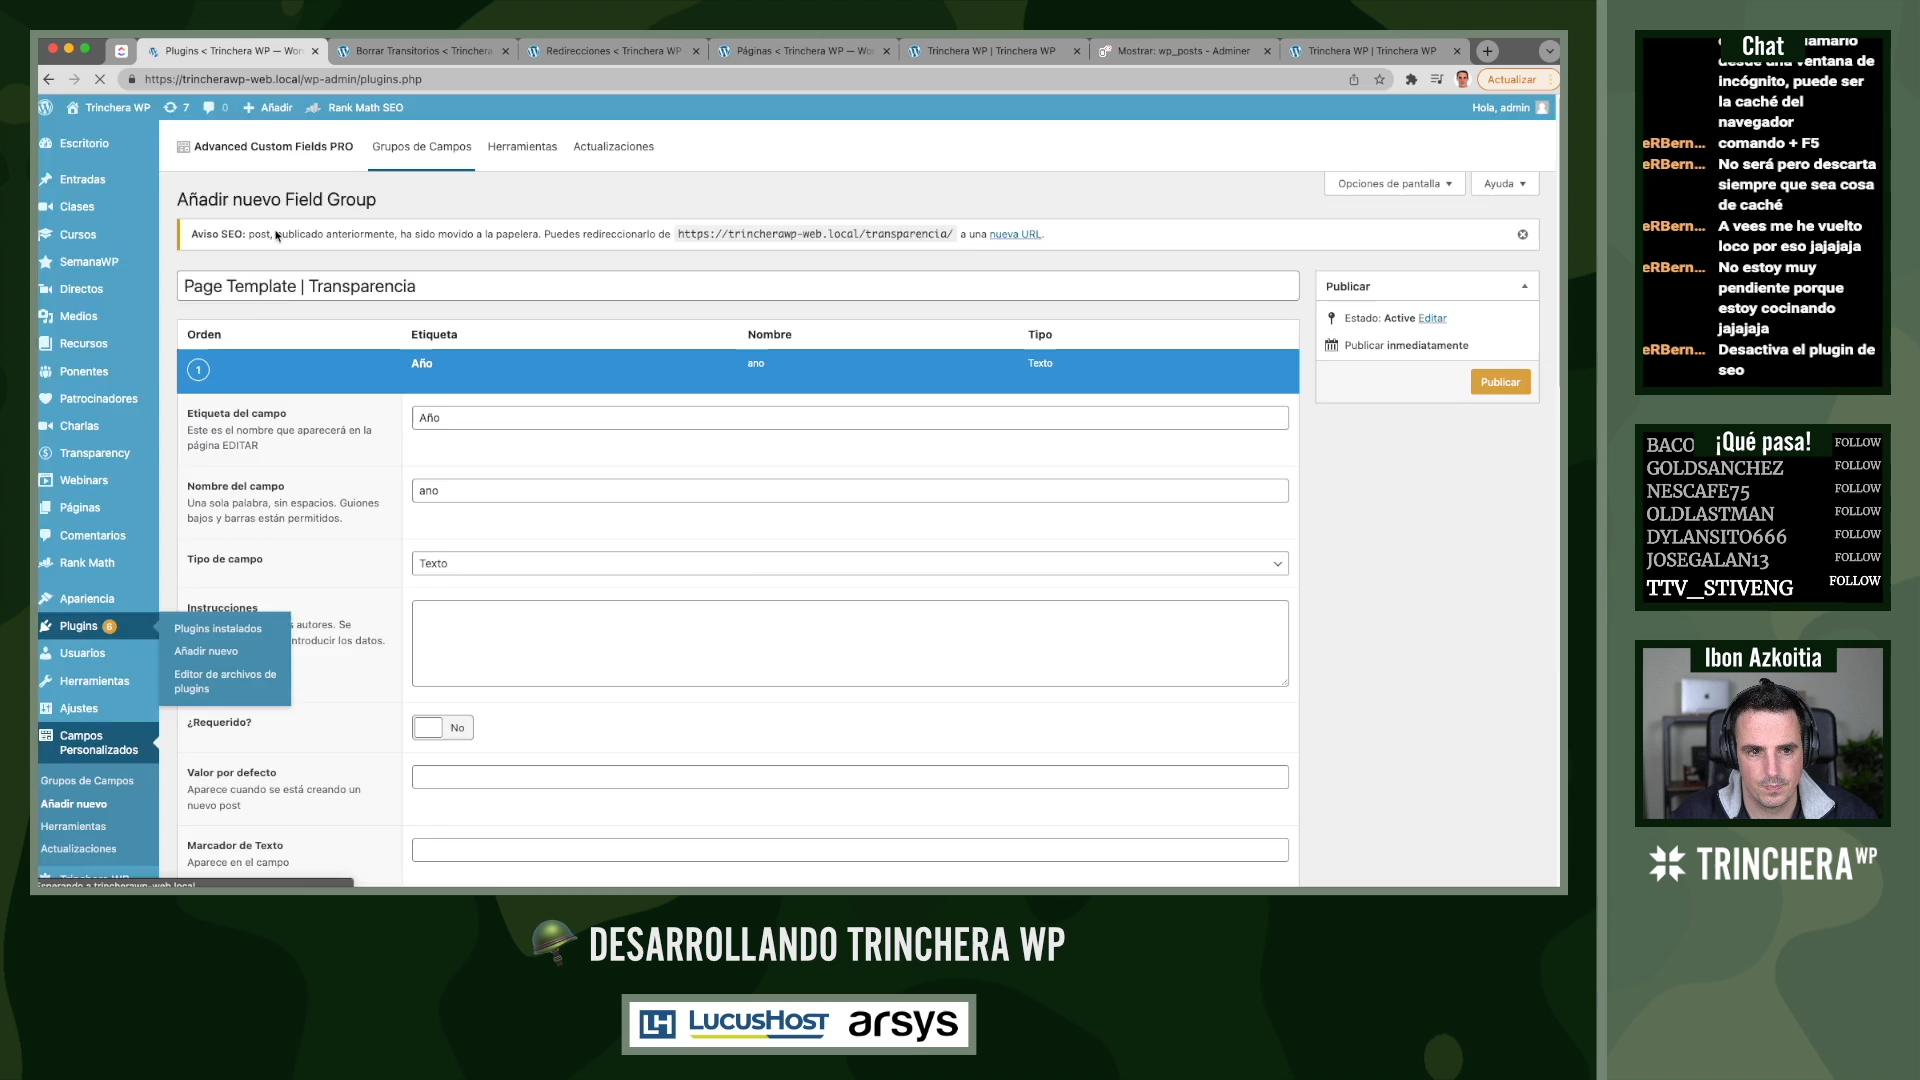 Plugins < Trinchera WP — Wor
Borrar Transitorios < Trinchera
Redirecciones < Trinchera WP
Páginas < Trinchera WP — Wo
Trinchera WP | Trinchera WP
Mostrar: wp_posts - Adminer
Trinchera WP | Trinchera WP
https://trincherawp-web.local/wp-admin/plugins.php
Actualizar
Trinchera WP
7
0
Añadir
Rank Math SEO
Hola, admin
Escritorio
Entradas
Clases
Cursos
SemanaWP
Directos
Medios
Recursos
Ponentes
Patrocinadores
Charlas
Transparency
Webinars
Páginas
Comentarios
Rank Math
Apariencia
Plugins 6
Usuarios
Herramientas
Ajustes
Campos
Personalizados
Grupos de Campos
Añadir nuevo
Herramientas
Actualizaciones
Plugins instalados
Añadir nuevo
Editor de archivos de
plugins
Advanced Custom Fields PRO
Grupos de Campos
Herramientas
Actualizaciones
Opciones de pantalla
Ayuda
Añadir nuevo Field Group
Aviso SEO: post, publicado anteriormente, ha sido movido a la papelera. Puedes redireccionarlo de https://trincherawp-web.local/transparencia/ a una nueva URL.
Page Template | Transparencia
Orden
Etiqueta
Nombre
Tipo
1
Año
ano
Texto
Etiqueta del campo
Este es el nombre que aparecerá en la
página EDITAR
Año
Nombre del campo
Una sola palabra, sin espacios. Guiones
bajos y barras están permitidos.
ano
Tipo de campo
Texto
Instrucciones
autores. Se
ntroducir los datos.
¿Requerido?
No
Valor por defecto
Aparece cuando se está creando un
nuevo post
Marcador de Texto
Aparece en el campo
Publicar
Estado: Active Editar
Publicar inmediatamente
Publicar
Chat
desde una ventana de
incógnito, puede ser
la caché del
navegador
eRBern... comando + F5
eRBern... No será pero descarta
siempre que sea cosa
de caché
eRBern... A vees me he vuelto
loco por eso jajajaja
eRBern... No estoy muy
pendiente porque
estoy cocinando
jajajaja
eRBern... Desactiva el plugin de
seo
¡Qué pasa!
BACO FOLLOW
GOLDSANCHEZ FOLLOW
NESCAFE75 FOLLOW
OLDLASTMAN FOLLOW
DYLANSITO666 FOLLOW
JOSEGALAN13 FOLLOW
TTV_STIVENG FOLLOW
Ibon Azkoitia
TRINCHERA WP
DESARROLLANDO TRINCHERA WP
LH LUCUSHOST arsys